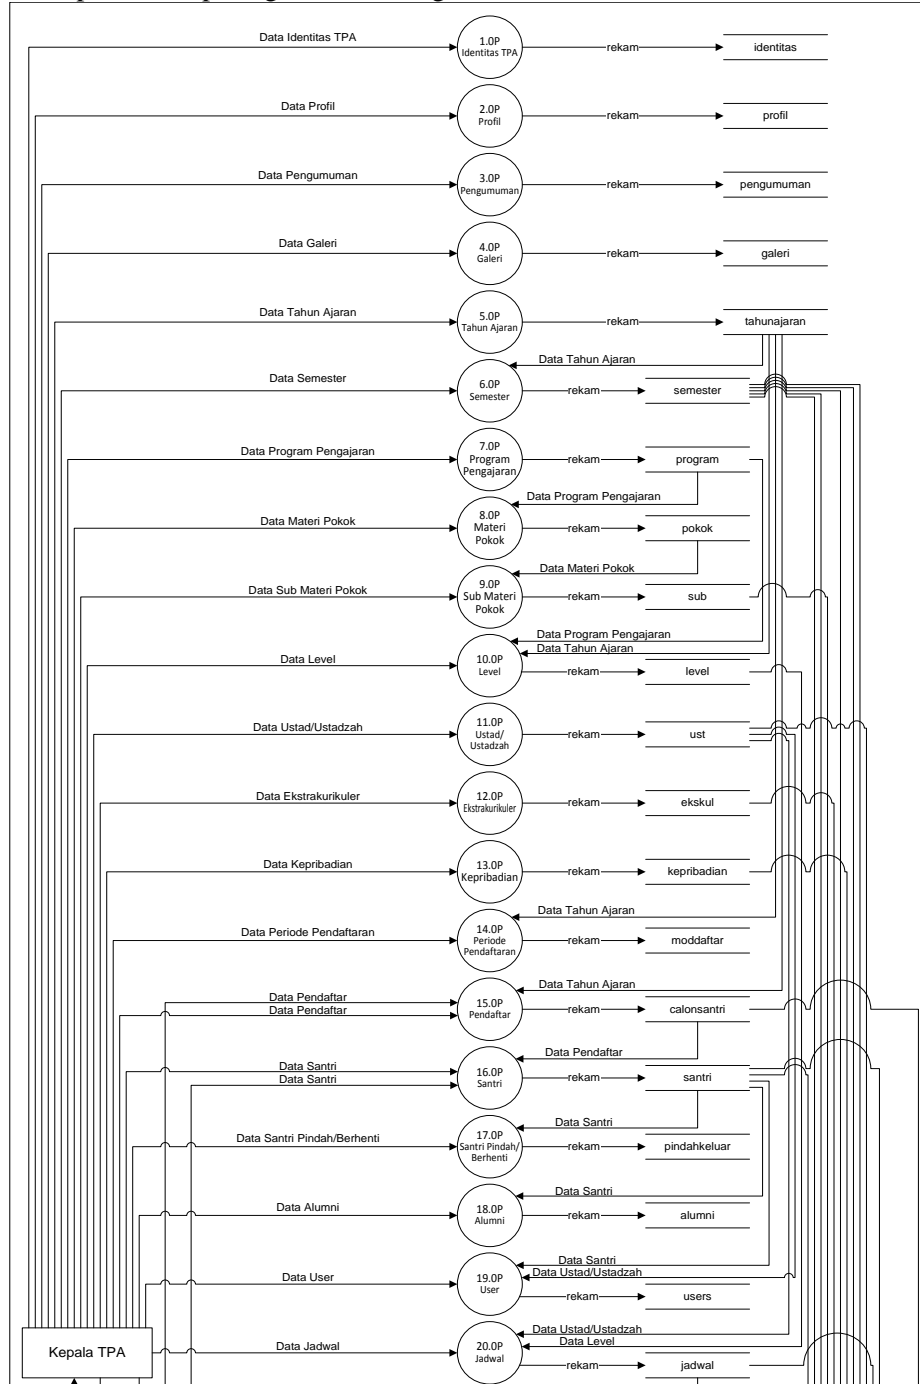 Data Identitas TPA
1.0P
Identitas TPA
rekam
identitas
Data Profil
2.0P
Profil
rekam
profil
Data Pengumuman
3.0P
Pengumuman
rekam
pengumuman
Data Galeri
4.0P
Galeri
rekam
galeri
Data Tahun Ajaran
5.0P
Tahun Ajaran
rekam
tahunajaran
Data Tahun Ajaran
Data Semester
6.0P
Semester
rekam
semester
Data Program Pengajaran
7.0P
Program
Pengajaran
rekam
program
Data Program Pengajaran
Data Materi Pokok
8.0P
Materi
Pokok
rekam
pokok
Data Materi Pokok
Data Sub Materi Pokok
9.0P
Sub Materi
Pokok
rekam
sub
Data Program Pengajaran
Data Tahun Ajaran
Data Level
10.0P
Level
rekam
level
Data Ustad/Ustadzah
11.0P
Ustad/
Ustadzah
rekam
ust
Data Ekstrakurikuler
12.0P
Ekstrakurikuler
rekam
ekskul
Data Kepribadian
13.0P
Kepribadian
rekam
kepribadian
Data Tahun Ajaran
Data Periode Pendaftaran
14.0P
Periode
Pendaftaran
rekam
moddaftar
Data Tahun Ajaran
Data Pendaftar
Data Pendaftar
15.0P
Pendaftar
rekam
calonsantri
Data Pendaftar
Data Santri
Data Santri
16.0P
Santri
rekam
santri
Data Santri
Data Santri Pindah/Berhenti
17.0P
Santri Pindah/
Berhenti
rekam
pindahkeluar
Data Santri
Data Alumni
18.0P
Alumni
rekam
alumni
Data Santri
Data Ustad/Ustadzah
Data User
19.0P
User
rekam
users
Data Ustad/Ustadzah
Data Level
Kepala TPA
Data Jadwal
20.0P
Jadwal
rekam
jadwal